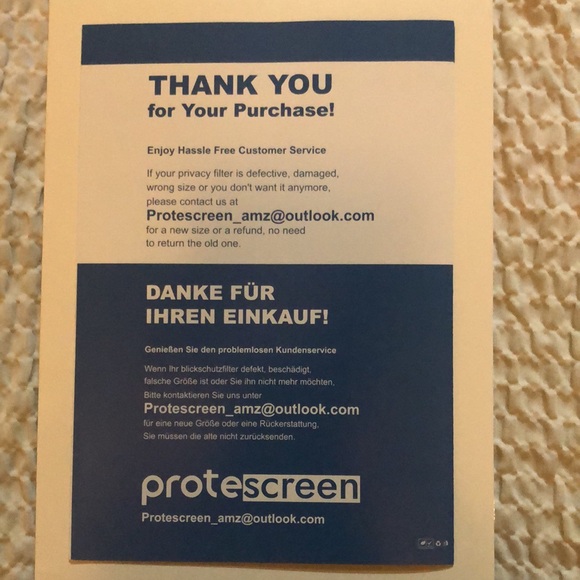 THANK YOU
for Your Purchase!
Enjoy Hassle Free Customer Service
If your privacy filter is defective, damaged,
wrong size or you don't want it anymore,
please contact us at
Protescreen_amz@outlook.com
for a new size or a refund, no need
to return the old one.
DANKE FÜR
IHREN EINKAUF!
Genießen Sie den problemlosen Kundenservice
Wenn Ihr blickschutzfilter defekt, beschädigt,
falsche Größe ist oder Sie ihn nicht mehr möchten,
Bitte kontaktieren Sie uns unter
Protescreen_amz@outlook.com
für eine neue Größe oder eine Rückerstattung,
Sie müssen die alte nicht zurücksenden.
protescreen
Protescreen_amz@outlook.com